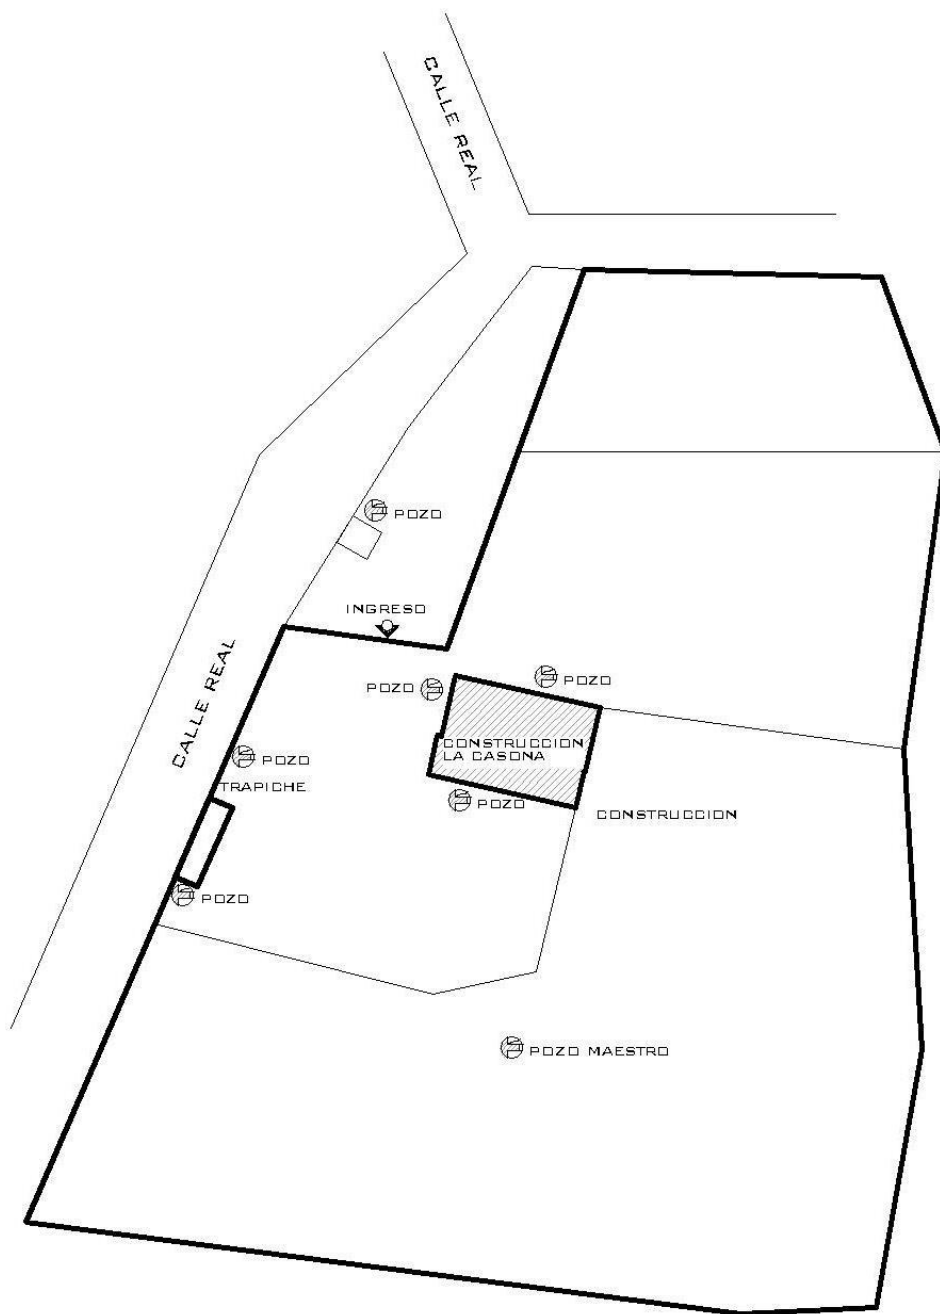 CALLE REAL
POZO
INGRESO
CALLE REAL
POZO
POZO
CONSTRUCCION
LA CASONA
POZO
TRAPICHE
POZO
CONSTRUCCION
POZO
POZO MAESTRO